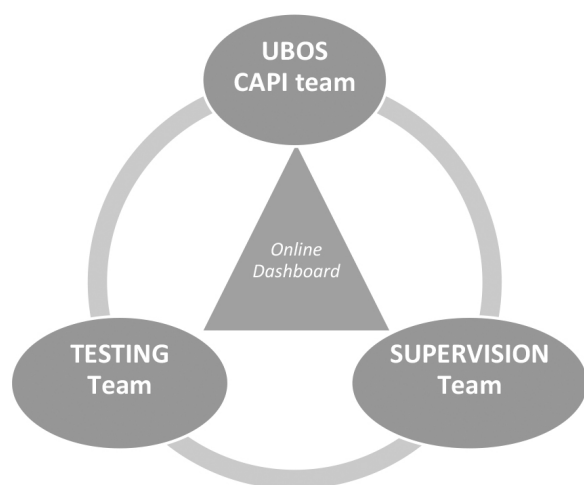 UBOS
CAPI team
Online
Dashboard
TESTING
Team
SUPERVISION
Team